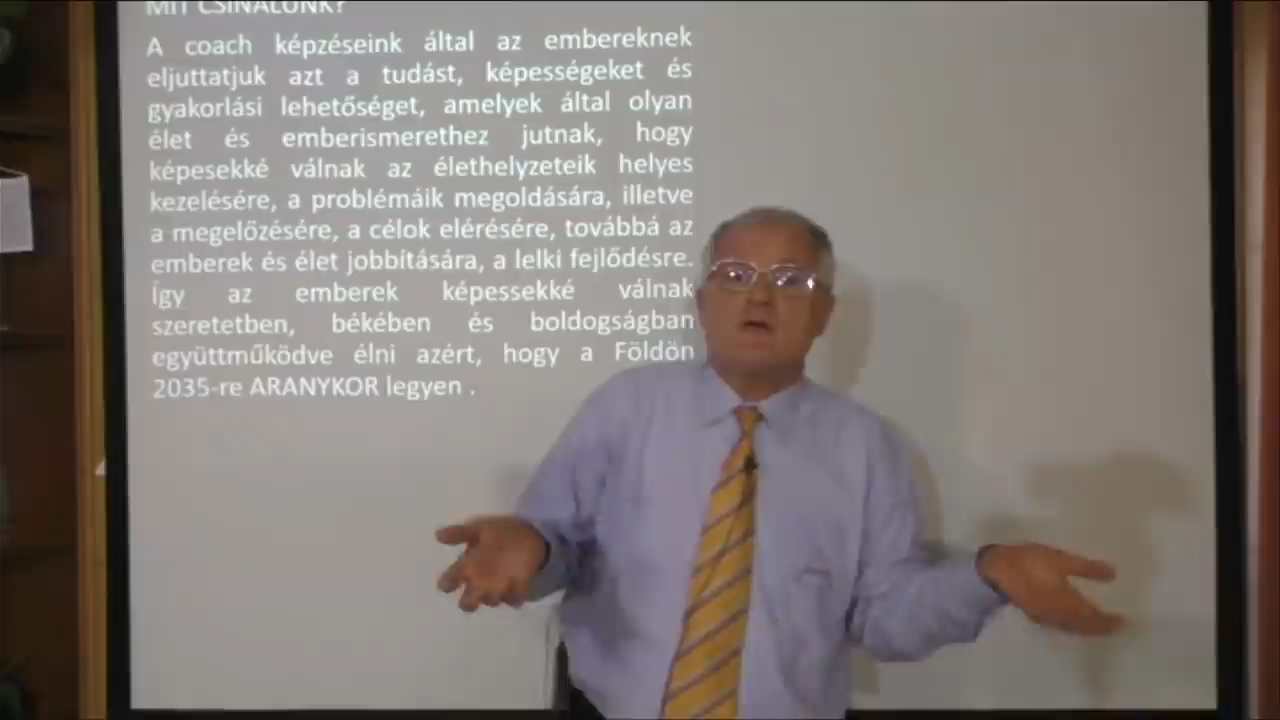 MIT CSINÁLUNK?
A coach képzéseink által az embereknek
eljuttatjuk azt a tudást, képességeket és
gyakorlási lehetőséget, amelyek által olyan
élet és emberismerethez jutnak, hogy
képesekké válnak az élethelyzeteik helyes
kezelésére, a problémáik megoldására, illetve
a megelőzésére, a célok elérésére, továbbá az
emberek és élet jobbítására, a lelki fejlődésre.
Így az emberek képessekké válnak
szeretetben, békében és boldogságban
együttműködve élni azért, hogy a Földön
2035-re ARANYKOR legyen .